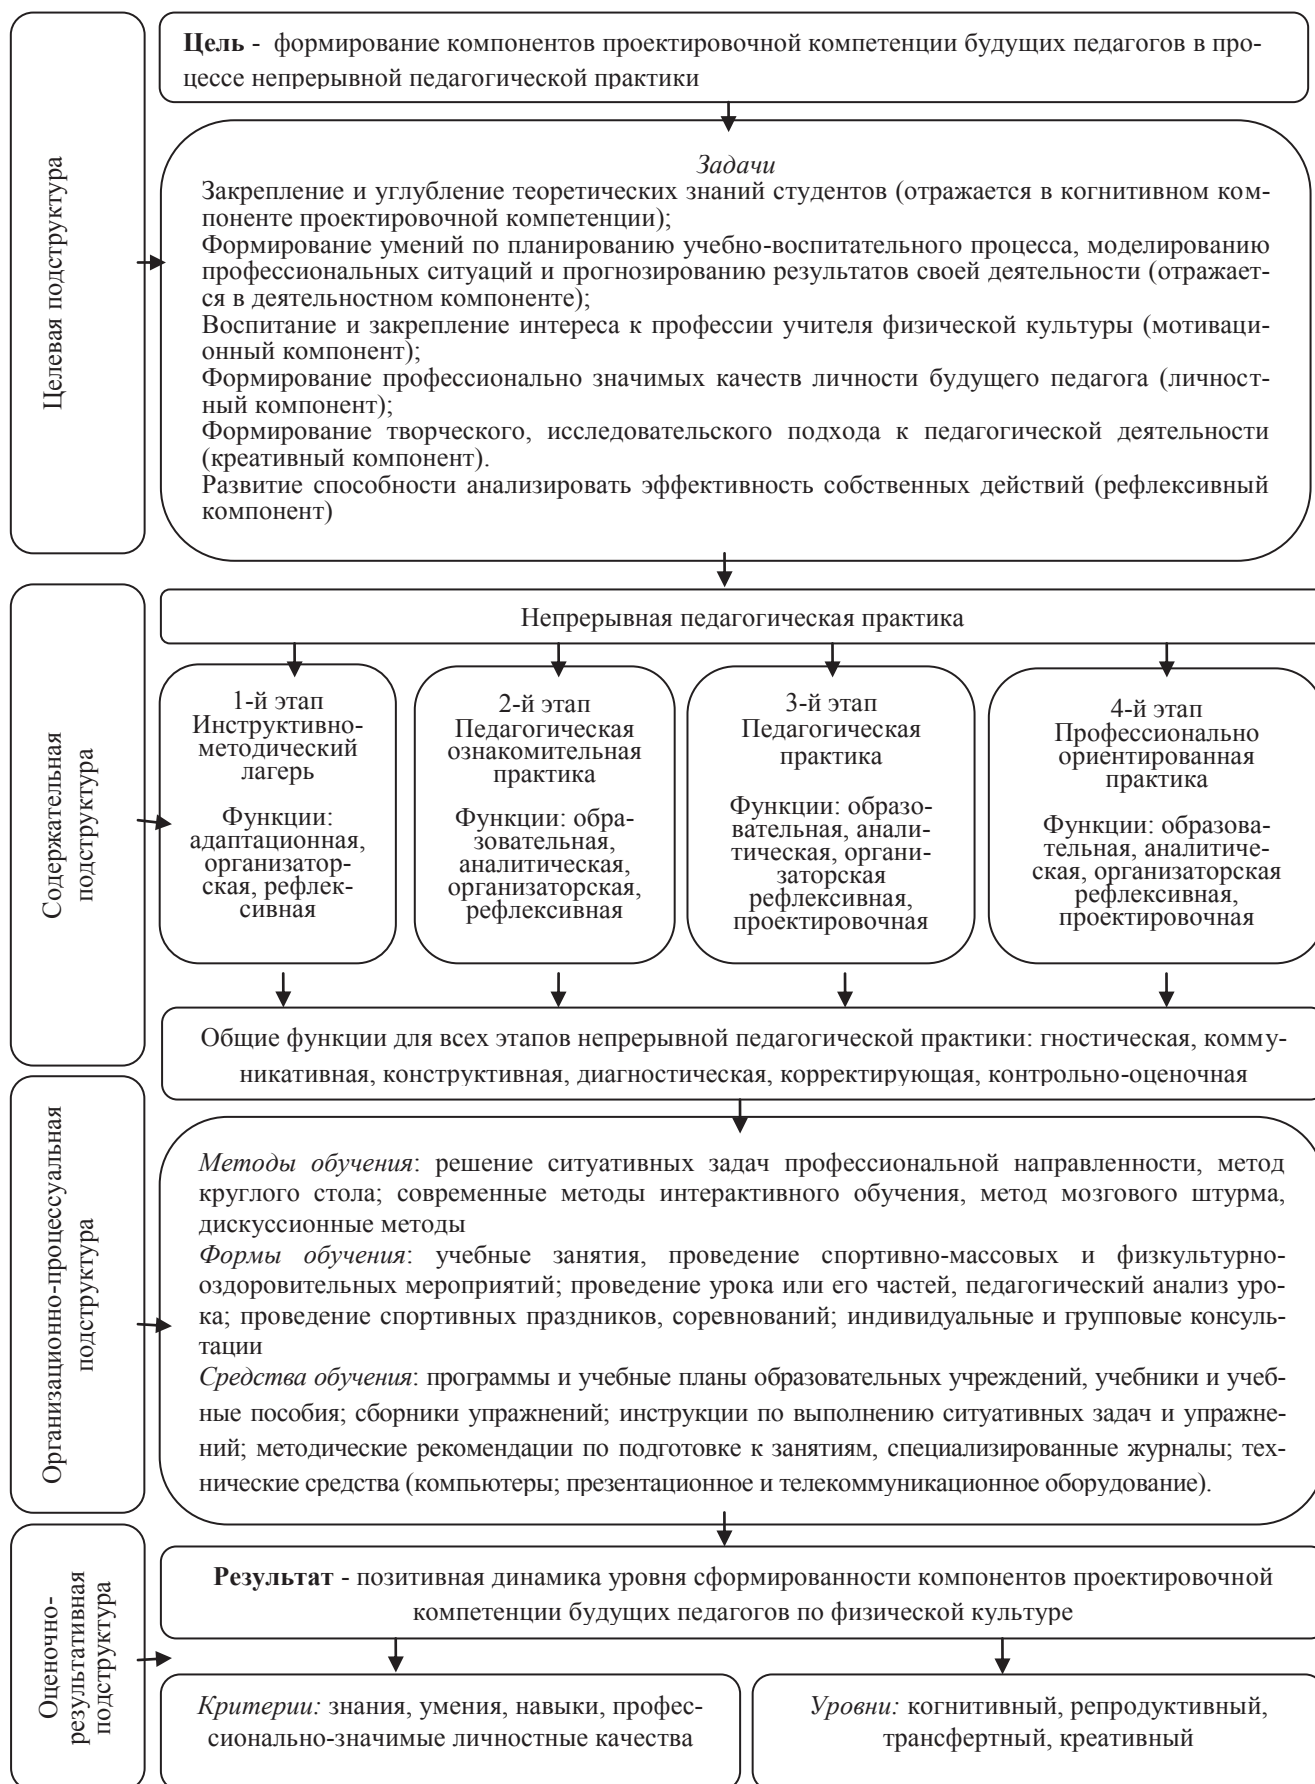 Целевая подструктура
Цель - формирование компонентов проектировочной компетенции будущих педагогов в про-
цессе непрерывной педагогической практики
Задачи
Закрепление и углубление теоретических знаний студентов (отражается в когнитивном ком-
поненте проектировочной компетенции);
Формирование умений по планированию учебно-воспитательного процесса, моделированию
профессиональных ситуаций и прогнозированию результатов своей деятельности (отражает-
ся в деятельностном компоненте);
Воспитание и закрепление интереса к профессии учителя физической культуры (мотиваци-
онный компонент);
Формирование профессионально значимых качеств личности будущего педагога (личност-
ный компонент);
Формирование творческого, исследовательского подхода к педагогической деятельности
(креативный компонент).
Развитие способности анализировать эффективность собственных действий (рефлексивный
компонент)
Содержательная
подструктура
Непрерывная педагогическая практика
1-й этап
Инструктивно-
методический
лагерь
Функции:
адаптационная,
организатор-
ская, рефлек-
сивная
2-й этап
Педагогическая
ознакомительная
практика
Функции: обра-
зовательная,
аналитическая,
организаторская,
рефлексивная
3-й этап
Педагогическая
практика
Функции: образо-
вательная, анали-
тическая, органи-
заторская
рефлексивная,
проектировочная
4-й этап
Профессионально
ориентированная
практика
Функции: образова-
тельная, аналитиче-
ская, организаторская
рефлексивная,
проектировочная
Общие функции для всех этапов непрерывной педагогической практики: гностическая, комму-
никативная, конструктивная, диагностическая, корректирующая, контрольно-оценочная
Организационно-процессуальная
подструктура
Методы обучения: решение ситуативных задач профессиональной направленности, метод
круглого стола; современные методы интерактивного обучения, метод мозгового штурма,
дискуссионные методы
Формы обучения: учебные занятия, проведение спортивно-массовых и физкультурно-
оздоровительных мероприятий; проведение урока или его частей, педагогический анализ уро-
ка; проведение спортивных праздников, соревнований; индивидуальные и групповые консуль-
тации
Средства обучения: программы и учебные планы образовательных учреждений, учебники и учеб-
ные пособия; сборники упражнений; инструкции по выполнению ситуативных задач и упражне-
ний; методические рекомендации по подготовке к занятиям, специализированные журналы; тех-
нические средства (компьютеры; презентационное и телекоммуникационное оборудование).
Оценочно-
результативная
подструктура
Результат - позитивная динамика уровня сформированности компонентов проектировочной
компетенции будущих педагогов по физической культуре
Критерии: знания, умения, навыки, профес-
сионально-значимые личностные качества
Уровни: когнитивный, репродуктивный,
трансфертный, креативный